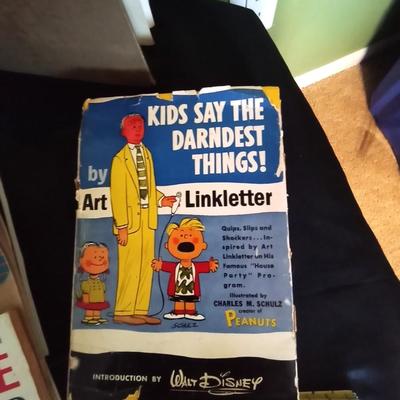 KIDS SAY THE
DARNDEST
THINGS!
by
Art Linkletter
Quips, Slips and
Shockers... In-
spired by Art
Linkletter on His
Famous "House
Party" Pro-
gram.
Illustrated by
CHARLES M. SCHULZ
creator of
PEANUTS
SCHULZ
INTRODUCTION BY WALT DISNEY